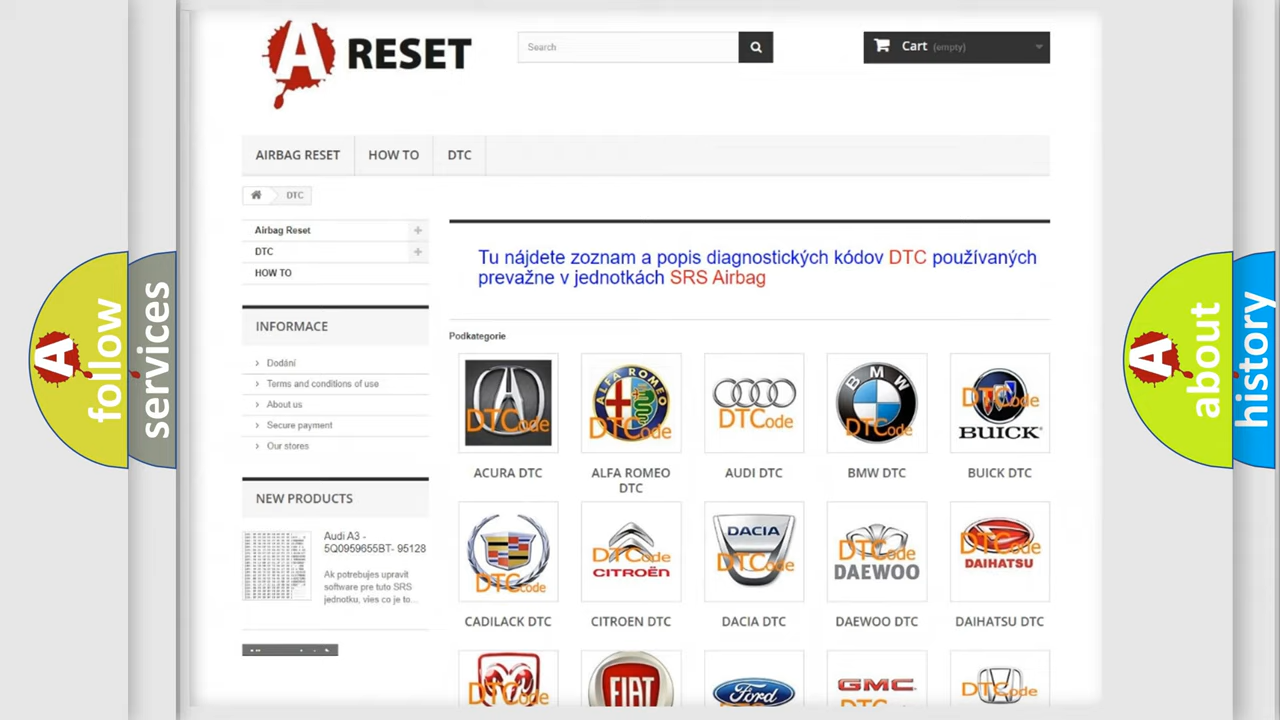 A RESET
Search
Cart (empty)
AIRBAG RESET
HOW TO
DTC
DTC
Airbag Reset
DTC
HOW TO
Tu nájdete zoznam a popis diagnostických kódov DTC používaných
prevažne v jednotkách SRS Airbag
INFORMACE
Dodání
Terms and conditions of use
About us
Secure payment
Our stores
NEW PRODUCTS
Audi A3 -
5Q0959655BT- 95128
Ak potrebujes upravit
software pre tuto SRS
jednotku, vies co je to...
Podkategorie
DTCode
ALFA ROMEO
DTCode
DTCode
BMW
DTCode
DTCode
BUICK
ACURA DTC
ALFA ROMEO
DTC
AUDI DTC
BMW DTC
BUICK DTC
DTCode
DTCode
CITROËN
DACIA
DTCode
DTCode
DAEWOO
DTCode
DAIHATSU
CADILACK DTC
CITROEN DTC
DACIA DTC
DAEWOO DTC
DAIHATSU DTC
DTCode
FIAT
Ford
GMC
DTCode
A follow
services
A about
history